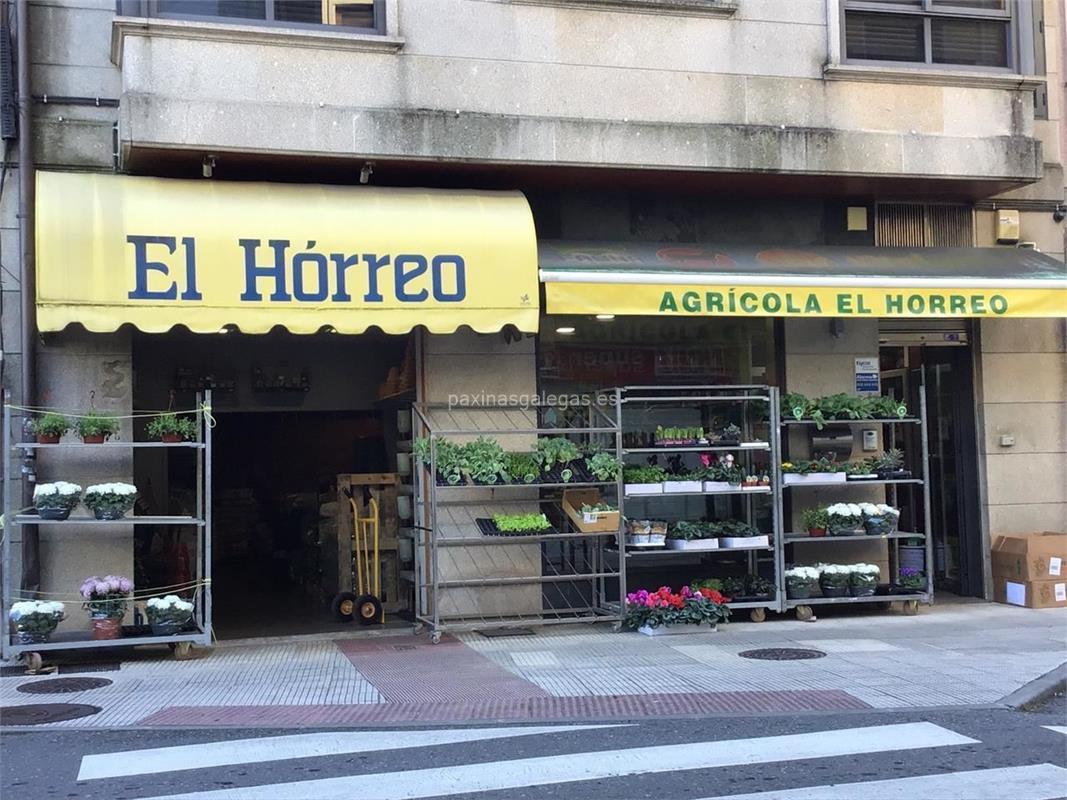 El Hórreo
AGRÍCOLA EL HORREO
paxinasgalegas.es